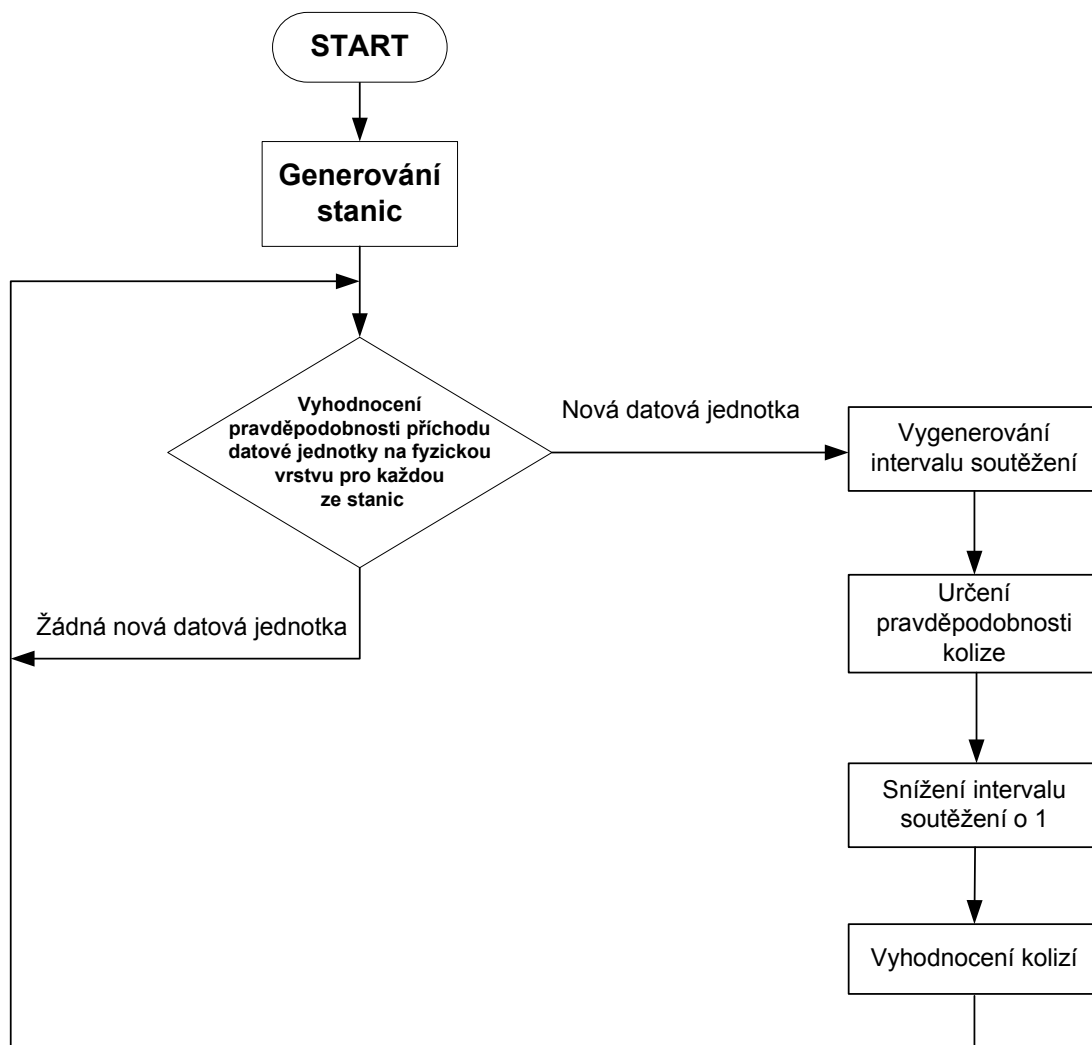 START
Generování
stanic
Vyhodnocení
pravděpodobnosti příchodu
datové jednotky na fyzickou
vrstvu pro každou
ze stanic
Nová datová jednotka
Vygenerování
intervalu soutěžení
Určení
pravděpodobnosti
kolize
Žádná nová datová jednotka
Snížení intervalu
soutěžení o 1
Vyhodnocení kolizí